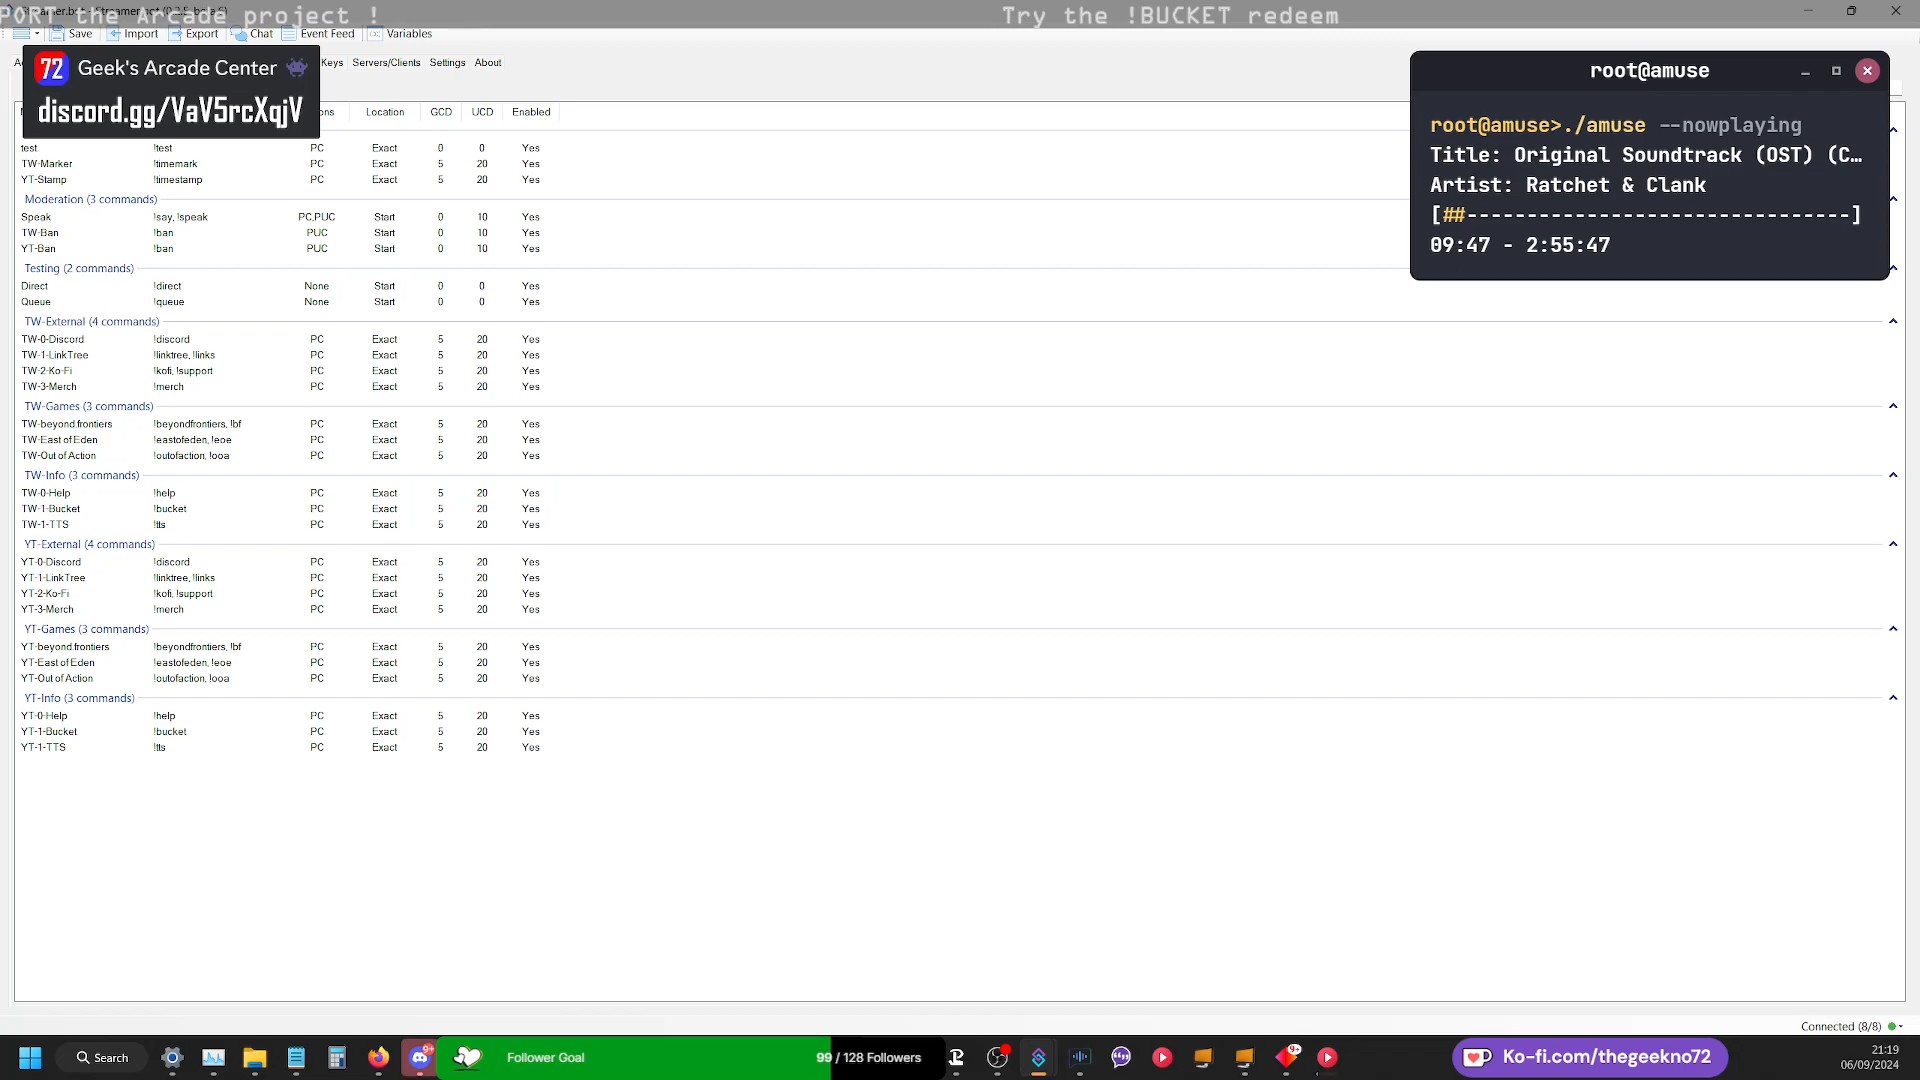 PORT the Arcade project !
Try the !BUCKET redeem
Save
Import
Export
Chat
Event Feed
Variables
Keys
Servers/Clients
Settings
About
72 Geek's Arcade Center
discord.gg/VaV5rcXqjV
Location GCD UCD Enabled
test !test PC Exact 0 0 Yes
TW-Marker !timemark PC Exact 5 20 Yes
YT-Stamp !timestamp PC Exact 5 20 Yes
Moderation (3 commands)
Speak !say, !speak PC,PUC Start 0 10 Yes
TW-Ban !ban PUC Start 0 10 Yes
YT-Ban !ban PUC Start 0 10 Yes
Testing (2 commands)
Direct !direct None Start 0 0 Yes
Queue !queue None Start 0 0 Yes
TW-External (4 commands)
TW-0-Discord !discord PC Exact 5 20 Yes
TW-1-LinkTree !linktree, !links PC Exact 5 20 Yes
TW-2-Ko-Fi !kofi, !support PC Exact 5 20 Yes
TW-3-Merch !merch PC Exact 5 20 Yes
TW-Games (3 commands)
TW-beyond.frontiers !beyondfrontiers, !bf PC Exact 5 20 Yes
TW-East of Eden !eastofeden, !eoe PC Exact 5 20 Yes
TW-Out of Action !outofaction, !ooa PC Exact 5 20 Yes
TW-Info (3 commands)
TW-0-Help !help PC Exact 5 20 Yes
TW-1-Bucket !bucket PC Exact 5 20 Yes
TW-1-TTS !tts PC Exact 5 20 Yes
YT-External (4 commands)
YT-0-Discord !discord PC Exact 5 20 Yes
YT-1-LinkTree !linktree, !links PC Exact 5 20 Yes
YT-2-Ko-Fi !kofi, !support PC Exact 5 20 Yes
YT-3-Merch !merch PC Exact 5 20 Yes
YT-Games (3 commands)
YT-beyond.frontiers !beyondfrontiers, !bf PC Exact 5 20 Yes
YT-East of Eden !eastofeden, !eoe PC Exact 5 20 Yes
YT-Out of Action !outofaction, !ooa PC Exact 5 20 Yes
YT-Info (3 commands)
YT-0-Help !help PC Exact 5 20 Yes
YT-1-Bucket !bucket PC Exact 5 20 Yes
YT-1-TTS !tts PC Exact 5 20 Yes
root@amuse
root@amuse>./amuse --nowplaying
Title: Original Soundtrack (OST) (C…
Artist: Ratchet & Clank
[##--------------------------------]
09:47 - 2:55:47
Connected (8/8)
Search
9+
Follower Goal
99 / 128 Followers
9+
Ko-fi.com/thegeekno72
21:19
06/09/2024